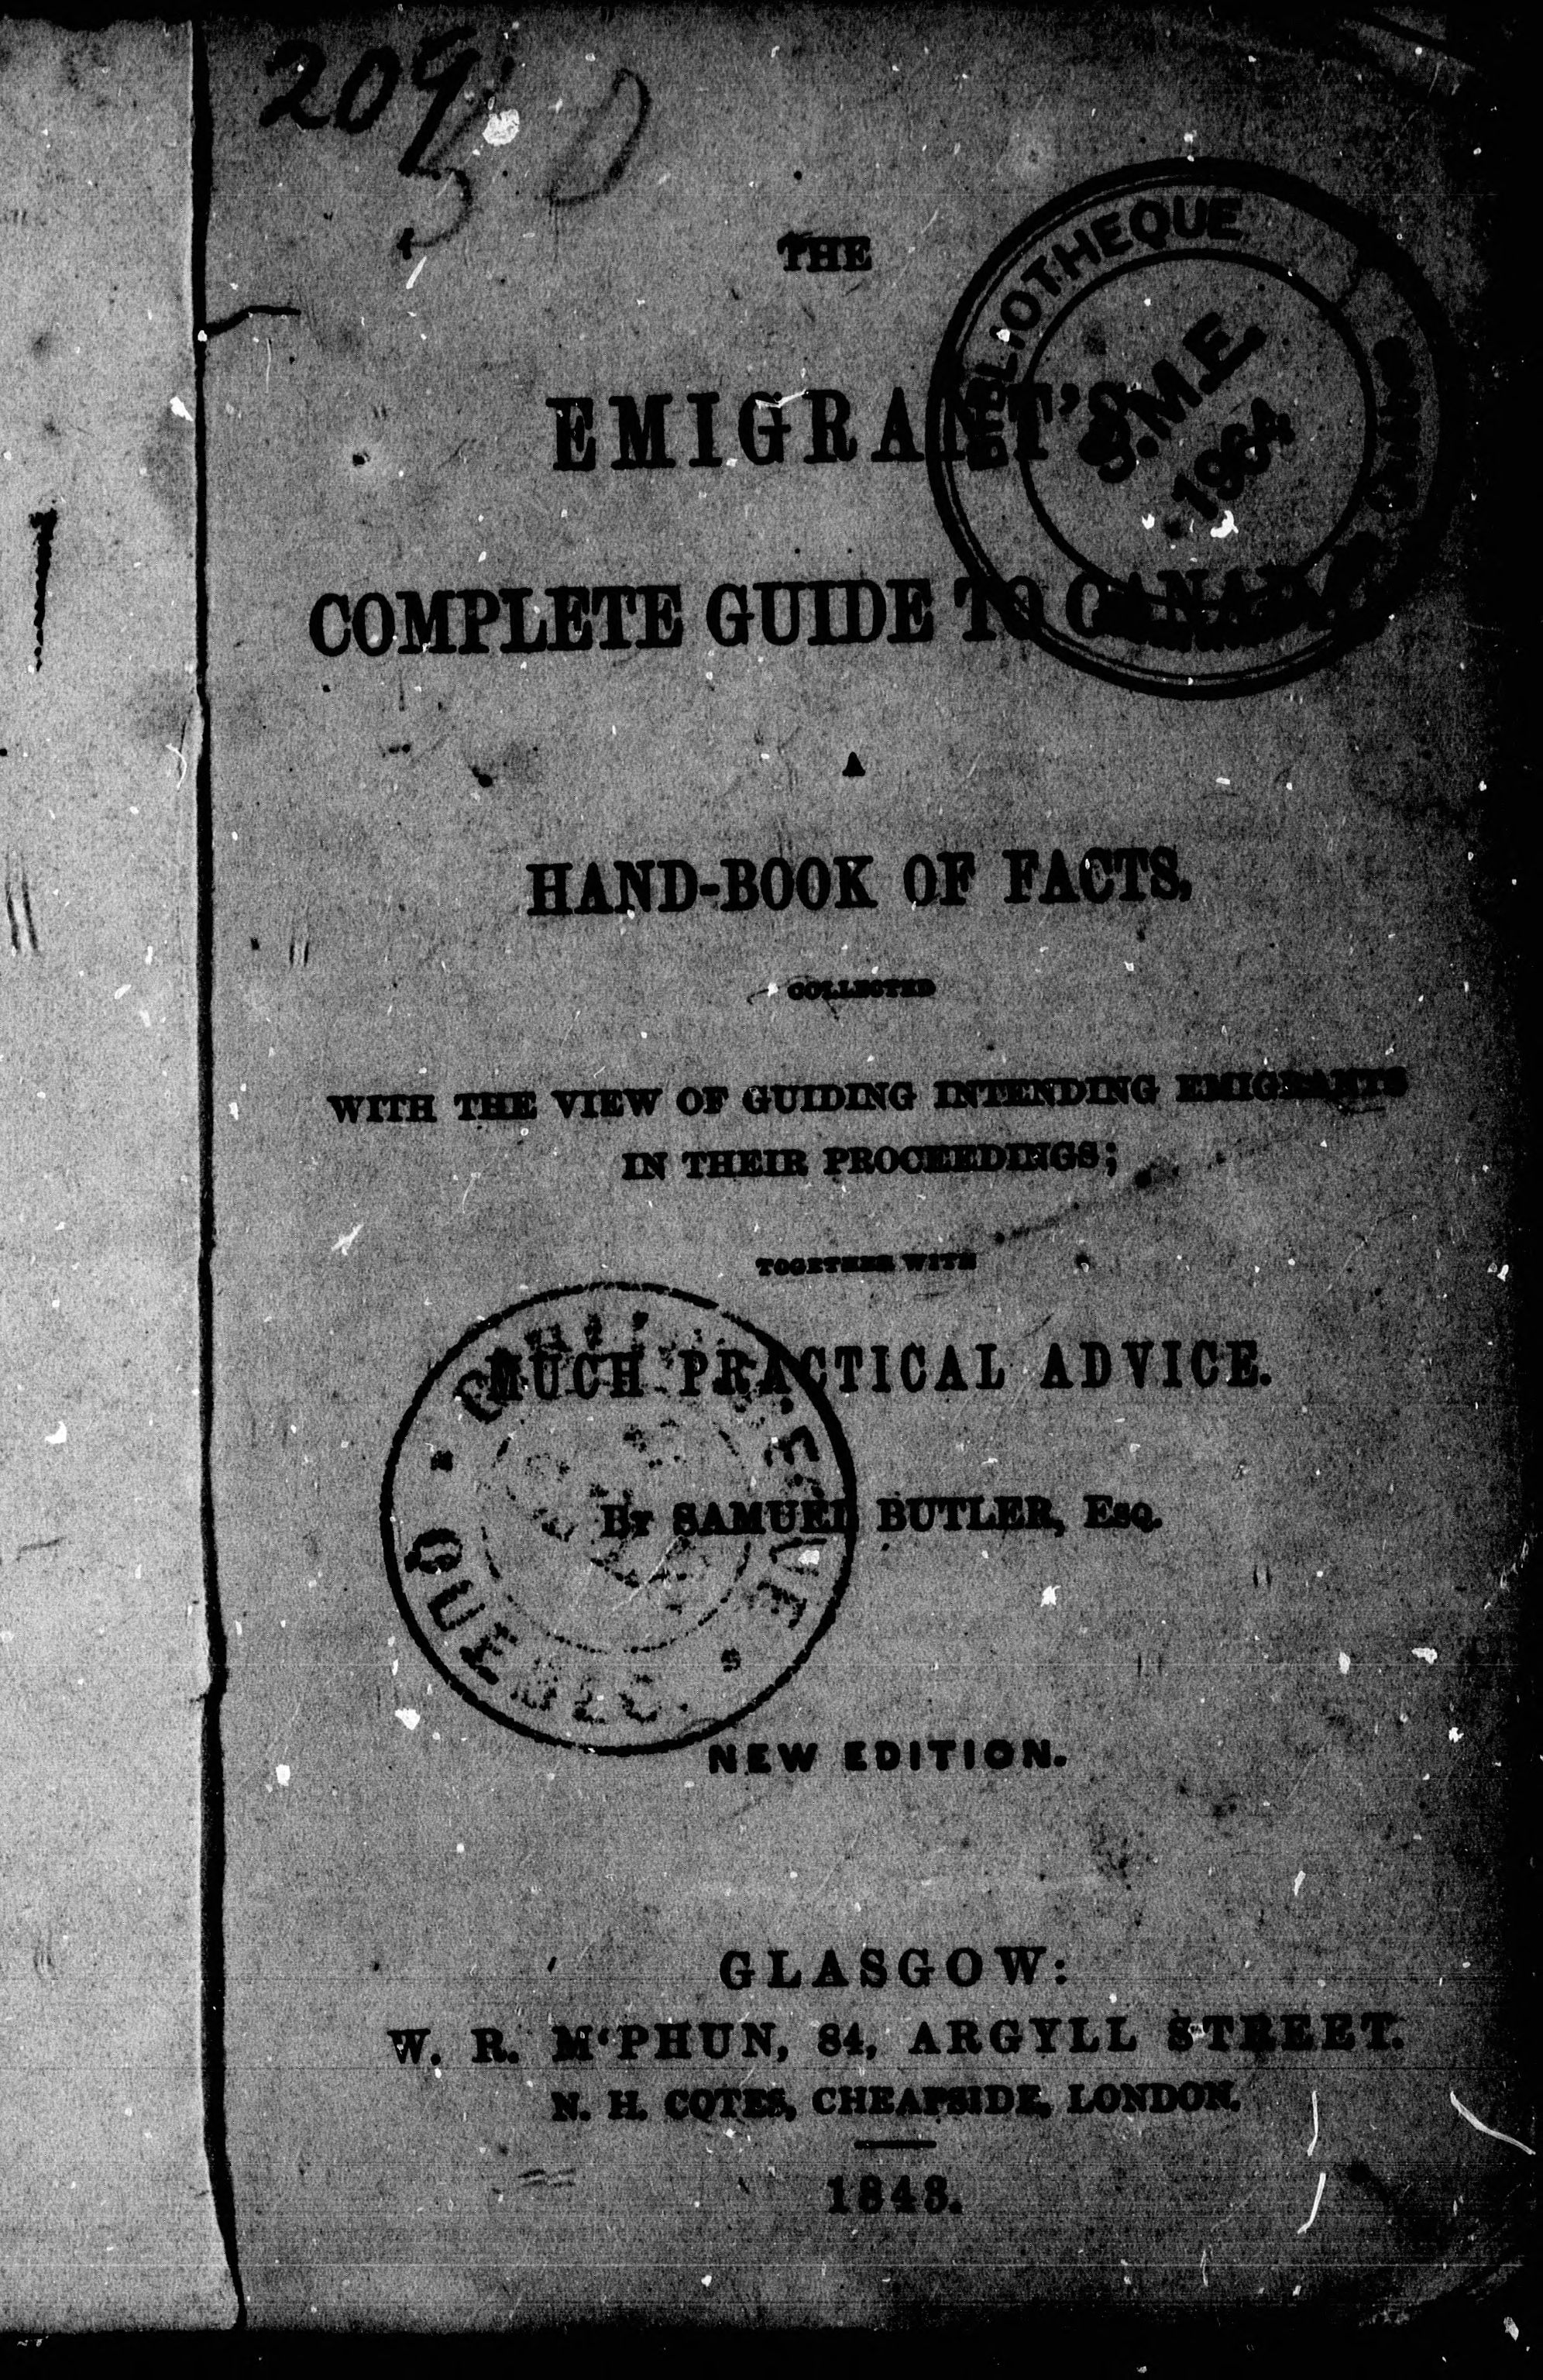 209
THE
BIBLIOTHEQUE
S.M.E
1964
EMIGRANT'S
COMPLETE GUIDE TO CANADA
A
HAND-BOOK OF FACTS,
COLLECTED
WITH THE VIEW OF GUIDING INTENDING EMIGRANTS
IN THEIR PROCEEDINGS;
TOGETHER WITH
MUCH PRACTICAL ADVICE.
BY SAMUEL BUTLER, ESQ.
QUEBEC.
NEW EDITION.
GLASGOW:
W. R. M'PHUN, 84, ARGYLL STREET.
N. H. COTES, CHEAPSIDE, LONDON.
1843.